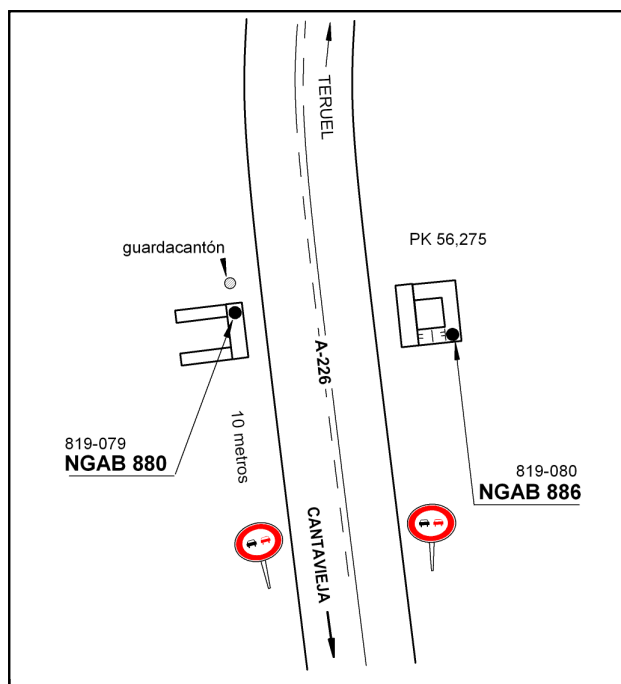 TERUEL
guardacantón
PK 56,275
A-226
10 metros
819-079
NGAB 880
819-080
NGAB 886
CANTAVIEJA